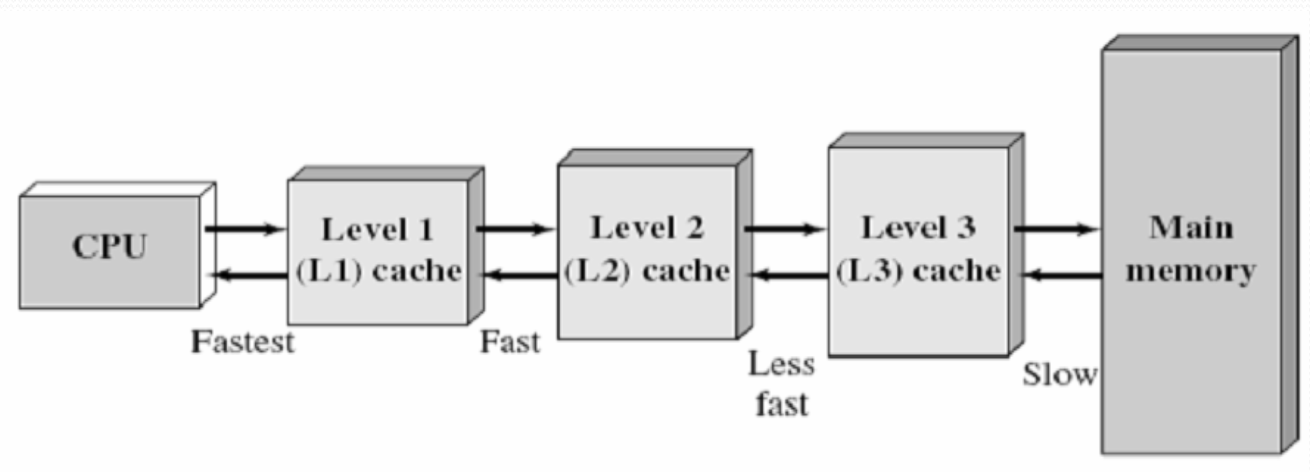 CPU
Level 1
(L1) cache
Level 2
(L2) cache
Level 3
(L3) cache
Main
memory
Fastest
Fast
Less
fast
Slow